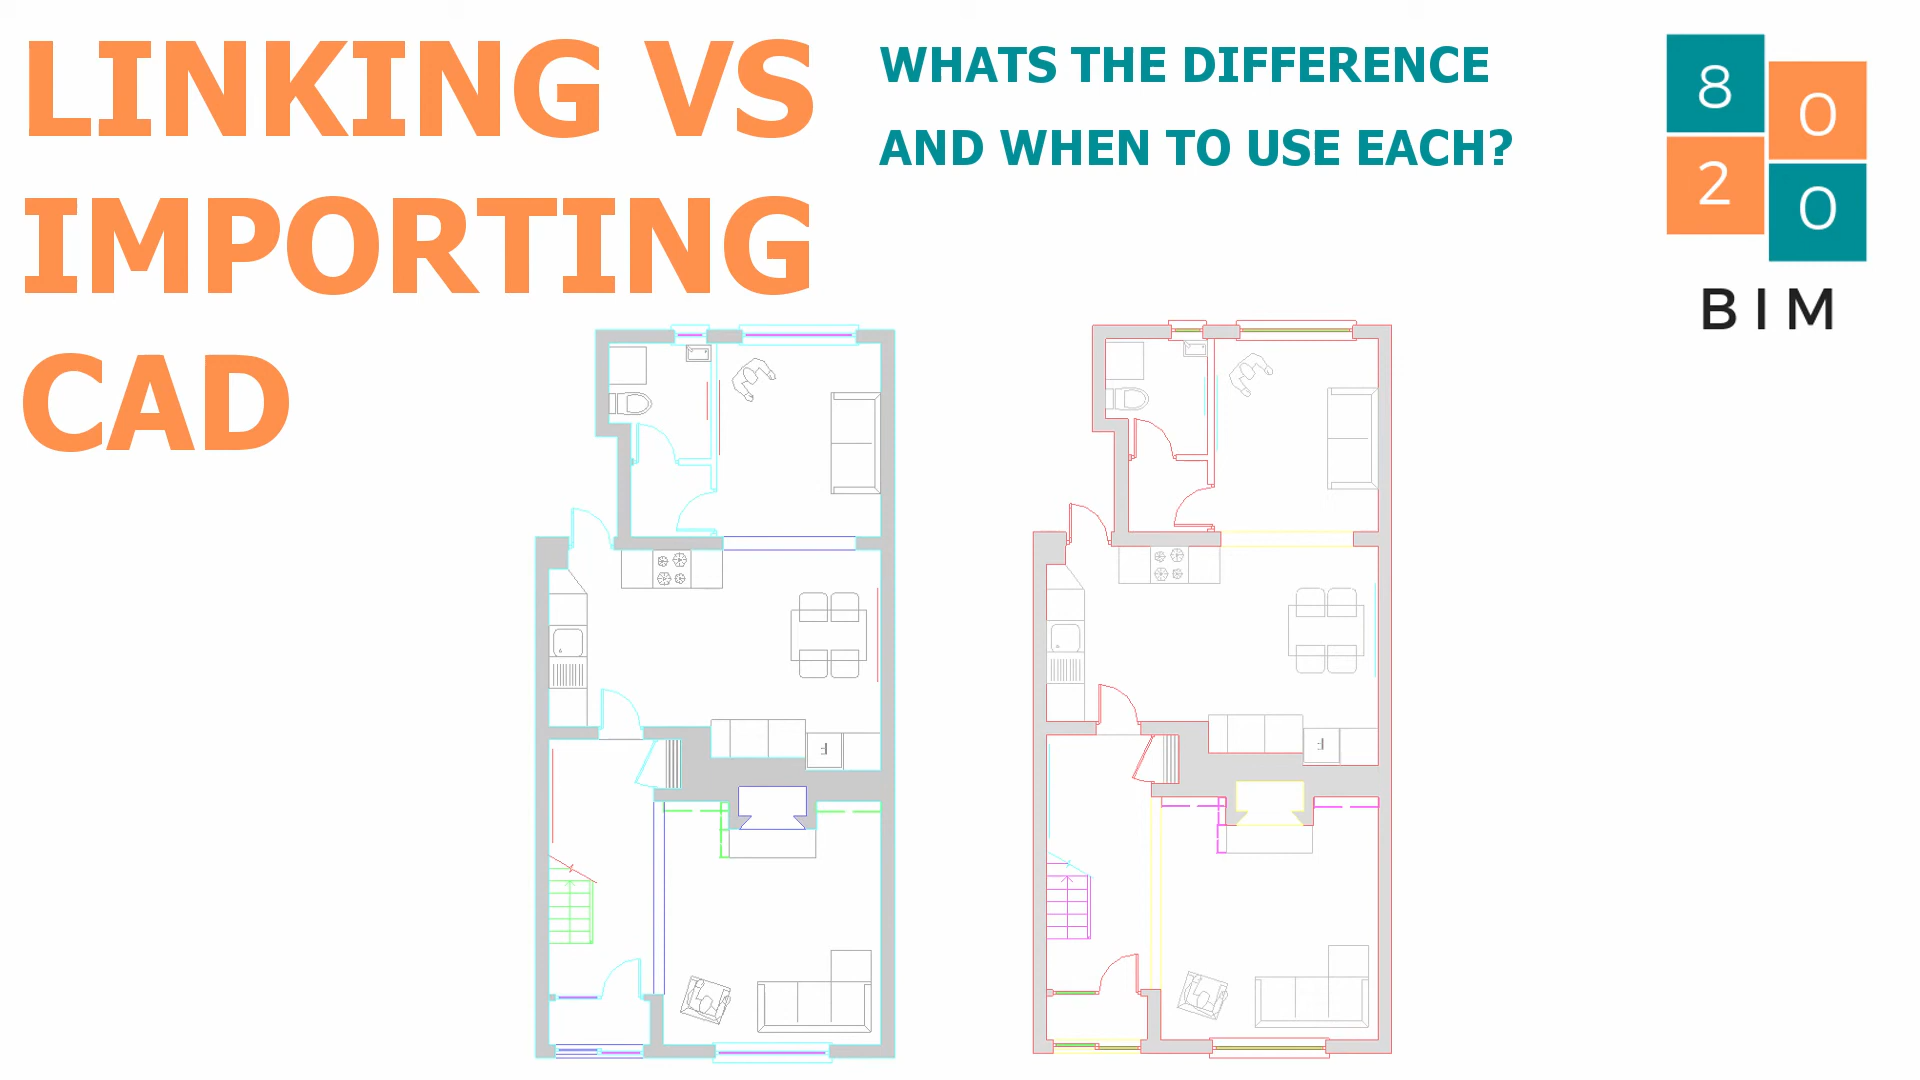 LINKING VS
IMPORTING
CAD
WHATS THE DIFFERENCE
AND WHEN TO USE EACH?
8
0
2
0
BIM